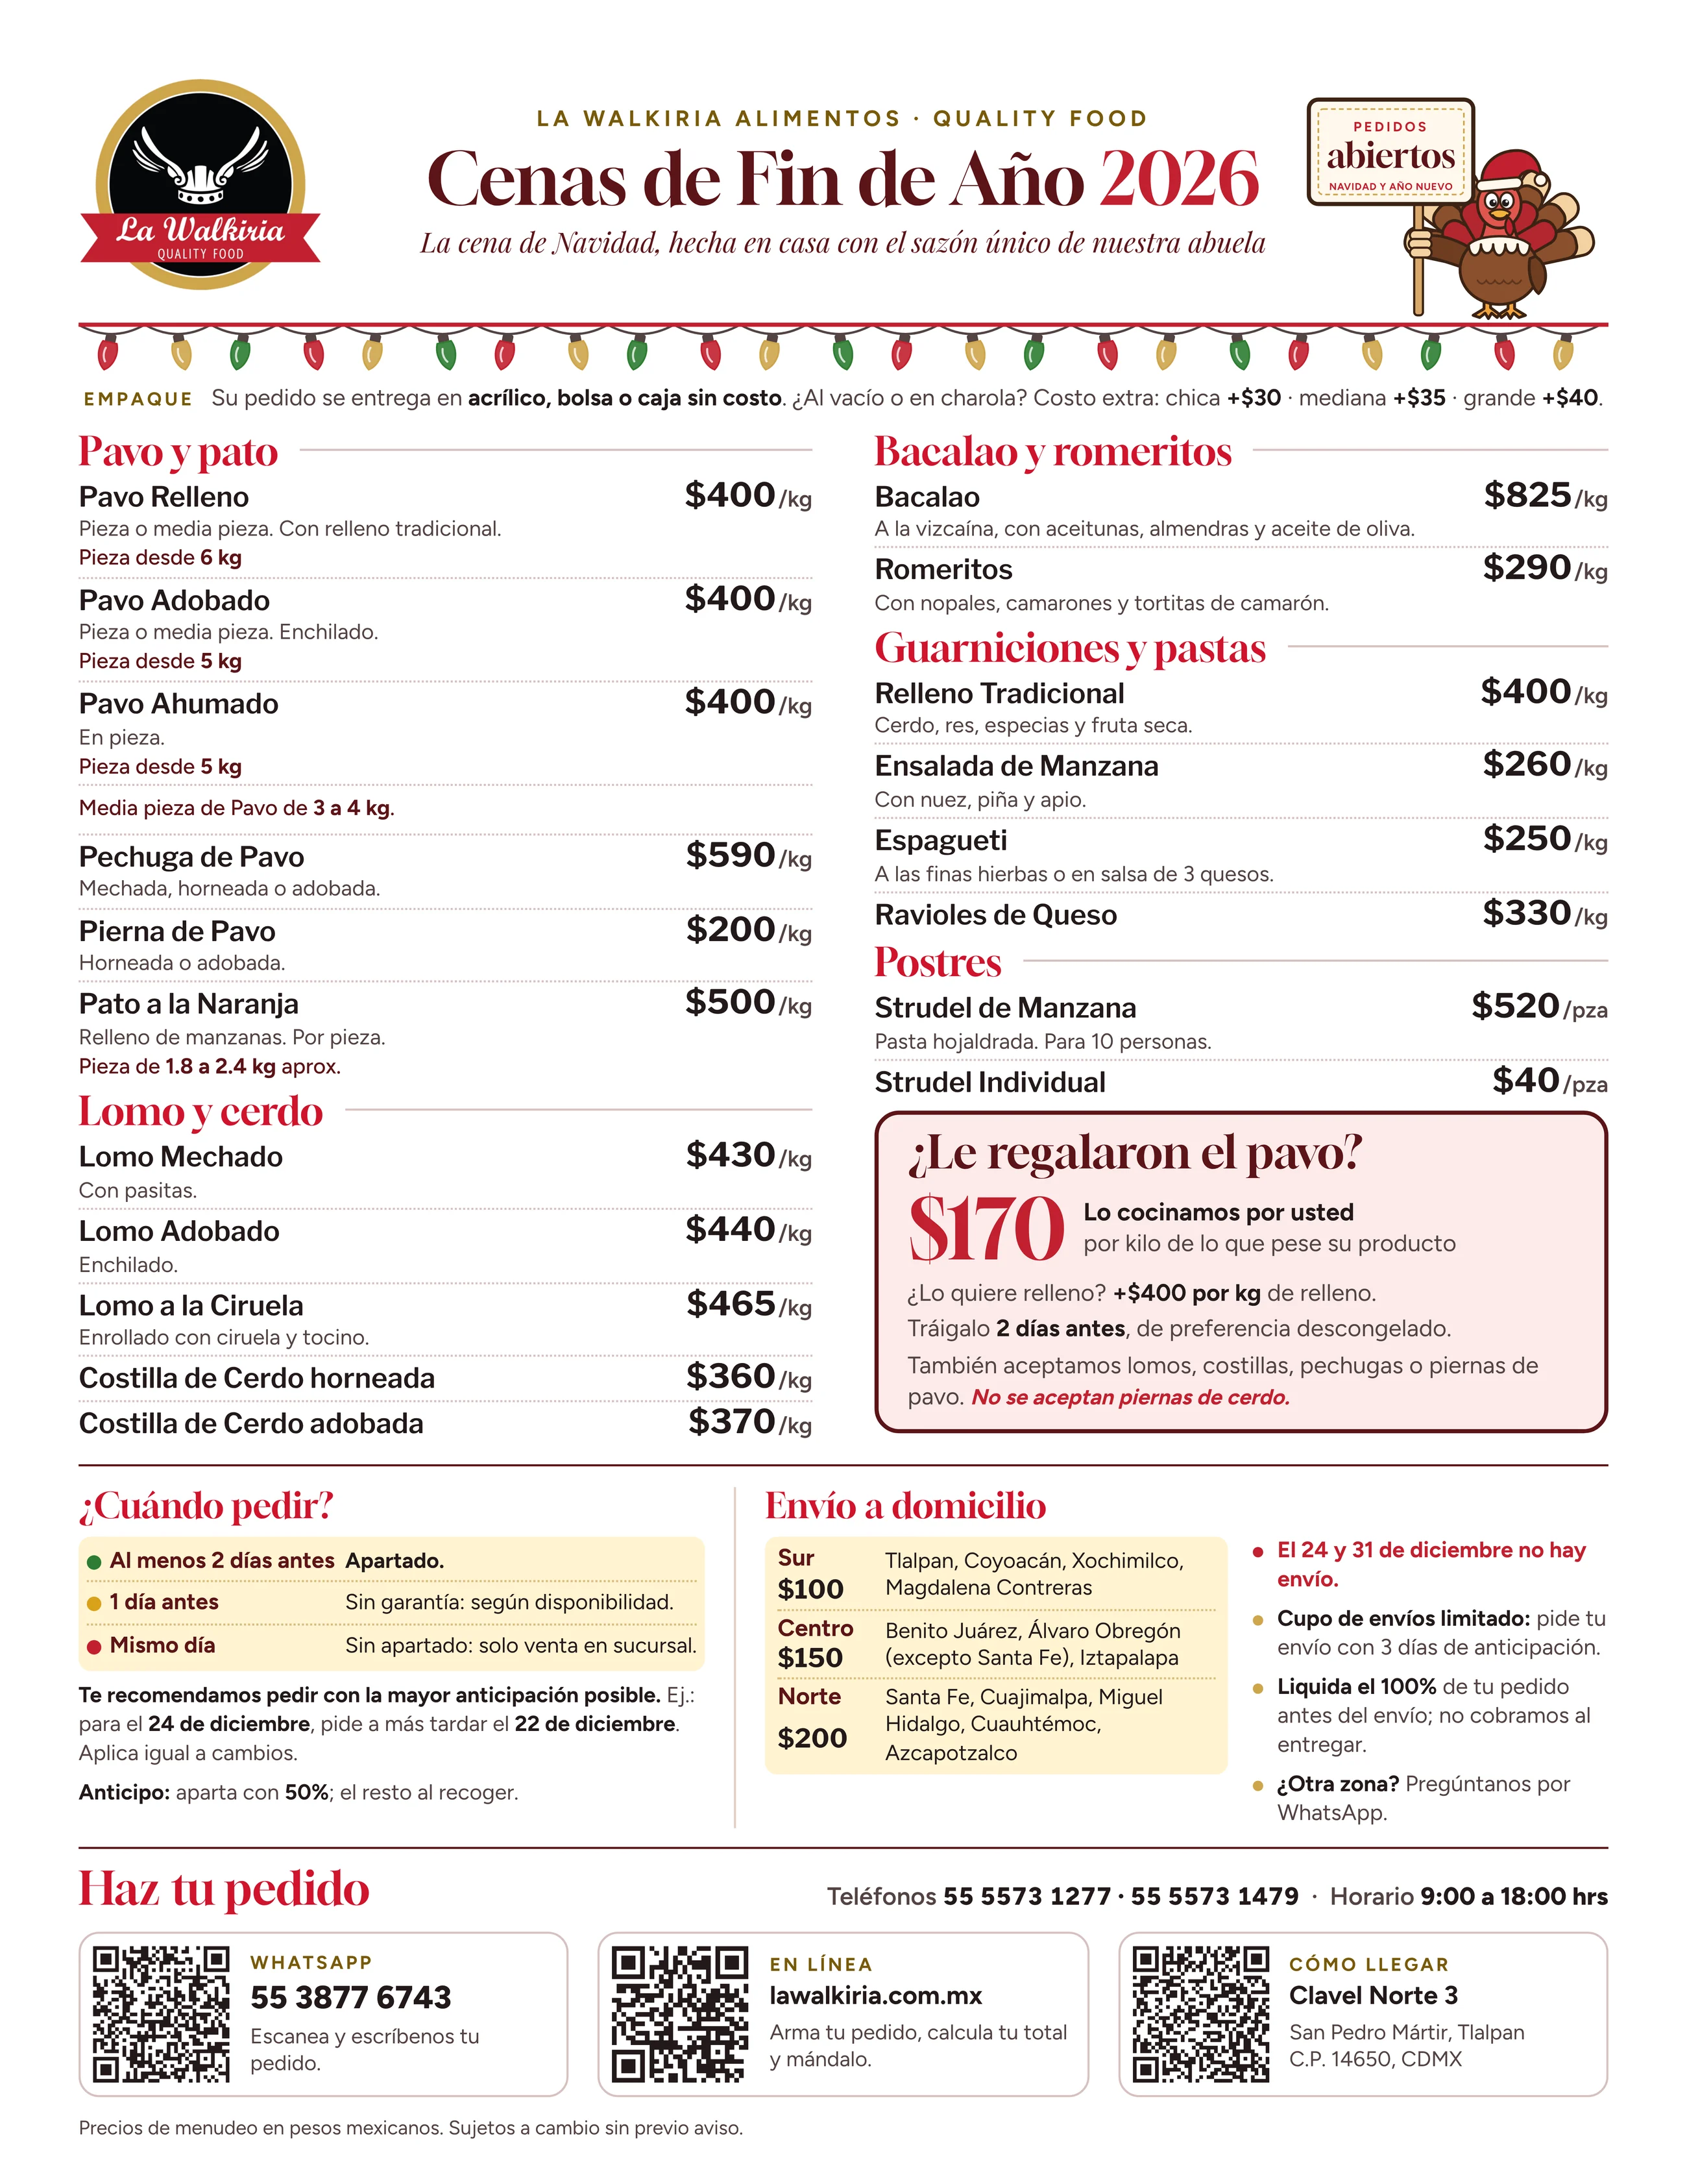 La Walkiria
QUALITY FOOD
LA WALKIRIA ALIMENTOS · QUALITY FOOD
Cenas de Fin de Año 2026
La cena de Navidad, hecha en casa con el sazón único de nuestra abuela
PEDIDOS
abiertos
NAVIDAD Y AÑO NUEVO
EMPAQUE Su pedido se entrega en acrílico, bolsa o caja sin costo. ¿Al vacío o en charola? Costo extra: chica +$30 · mediana +$35 · grande +$40.
Pavo y pato
Pavo Relleno $400/kg
Pieza o media pieza. Con relleno tradicional.
Pieza desde 6 kg
Pavo Adobado $400/kg
Pieza o media pieza. Enchilado.
Pieza desde 5 kg
Pavo Ahumado $400/kg
En pieza.
Pieza desde 5 kg
Media pieza de Pavo de 3 a 4 kg.
Pechuga de Pavo $590/kg
Mechada, horneada o adobada.
Pierna de Pavo $200/kg
Horneada o adobada.
Pato a la Naranja $500/kg
Relleno de manzanas. Por pieza.
Pieza de 1.8 a 2.4 kg aprox.
Lomo y cerdo
Lomo Mechado $430/kg
Con pasitas.
Lomo Adobado $440/kg
Enchilado.
Lomo a la Ciruela $465/kg
Enrollado con ciruela y tocino.
Costilla de Cerdo horneada $360/kg
Costilla de Cerdo adobada $370/kg
Bacalao y romeritos
Bacalao $825/kg
A la vizcaína, con aceitunas, almendras y aceite de oliva.
Romeritos $290/kg
Con nopales, camarones y tortitas de camarón.
Guarniciones y pastas
Relleno Tradicional $400/kg
Cerdo, res, especias y fruta seca.
Ensalada de Manzana $260/kg
Con nuez, piña y apio.
Espagueti $250/kg
A las finas hierbas o en salsa de 3 quesos.
Ravioles de Queso $330/kg
Postres
Strudel de Manzana $520/pza
Pasta hojaldrada. Para 10 personas.
Strudel Individual $40/pza
¿Le regalaron el pavo?
$170 Lo cocinamos por usted
por kilo de lo que pese su producto
¿Lo quiere relleno? +$400 por kg de relleno.
Tráigalo 2 días antes, de preferencia descongelado.
También aceptamos lomos, costillas, pechugas o piernas de
pavo. No se aceptan piernas de cerdo.
¿Cuándo pedir?
Al menos 2 días antes Apartado.
1 día antes Sin garantía: según disponibilidad.
Mismo día Sin apartado: solo venta en sucursal.
Te recomendamos pedir con la mayor anticipación posible. Ej.:
para el 24 de diciembre, pide a más tardar el 22 de diciembre.
Aplica igual a cambios.
Anticipo: aparta con 50%; el resto al recoger.
Envío a domicilio
Sur Tlalpan, Coyoacán, Xochimilco,
$100 Magdalena Contreras
Centro Benito Juárez, Álvaro Obregón
$150 (excepto Santa Fe), Iztapalapa
Norte Santa Fe, Cuajimalpa, Miguel
Hidalgo, Cuauhtémoc,
$200 Azcapotzalco
El 24 y 31 de diciembre no hay
envío.
Cupo de envíos limitado: pide tu
envío con 3 días de anticipación.
Liquida el 100% de tu pedido
antes del envío; no cobramos al
entregar.
¿Otra zona? Pregúntanos por
WhatsApp.
Haz tu pedido
Teléfonos 55 5573 1277 · 55 5573 1479 · Horario 9:00 a 18:00 hrs
WHATSAPP
55 3877 6743
Escanea y escríbenos tu
pedido.
EN LÍNEA
lawalkiria.com.mx
Arma tu pedido, calcula tu total
y mándalo.
CÓMO LLEGAR
Clavel Norte 3
San Pedro Mártir, Tlalpan
C.P. 14650, CDMX
Precios de menudeo en pesos mexicanos. Sujetos a cambio sin previo aviso.